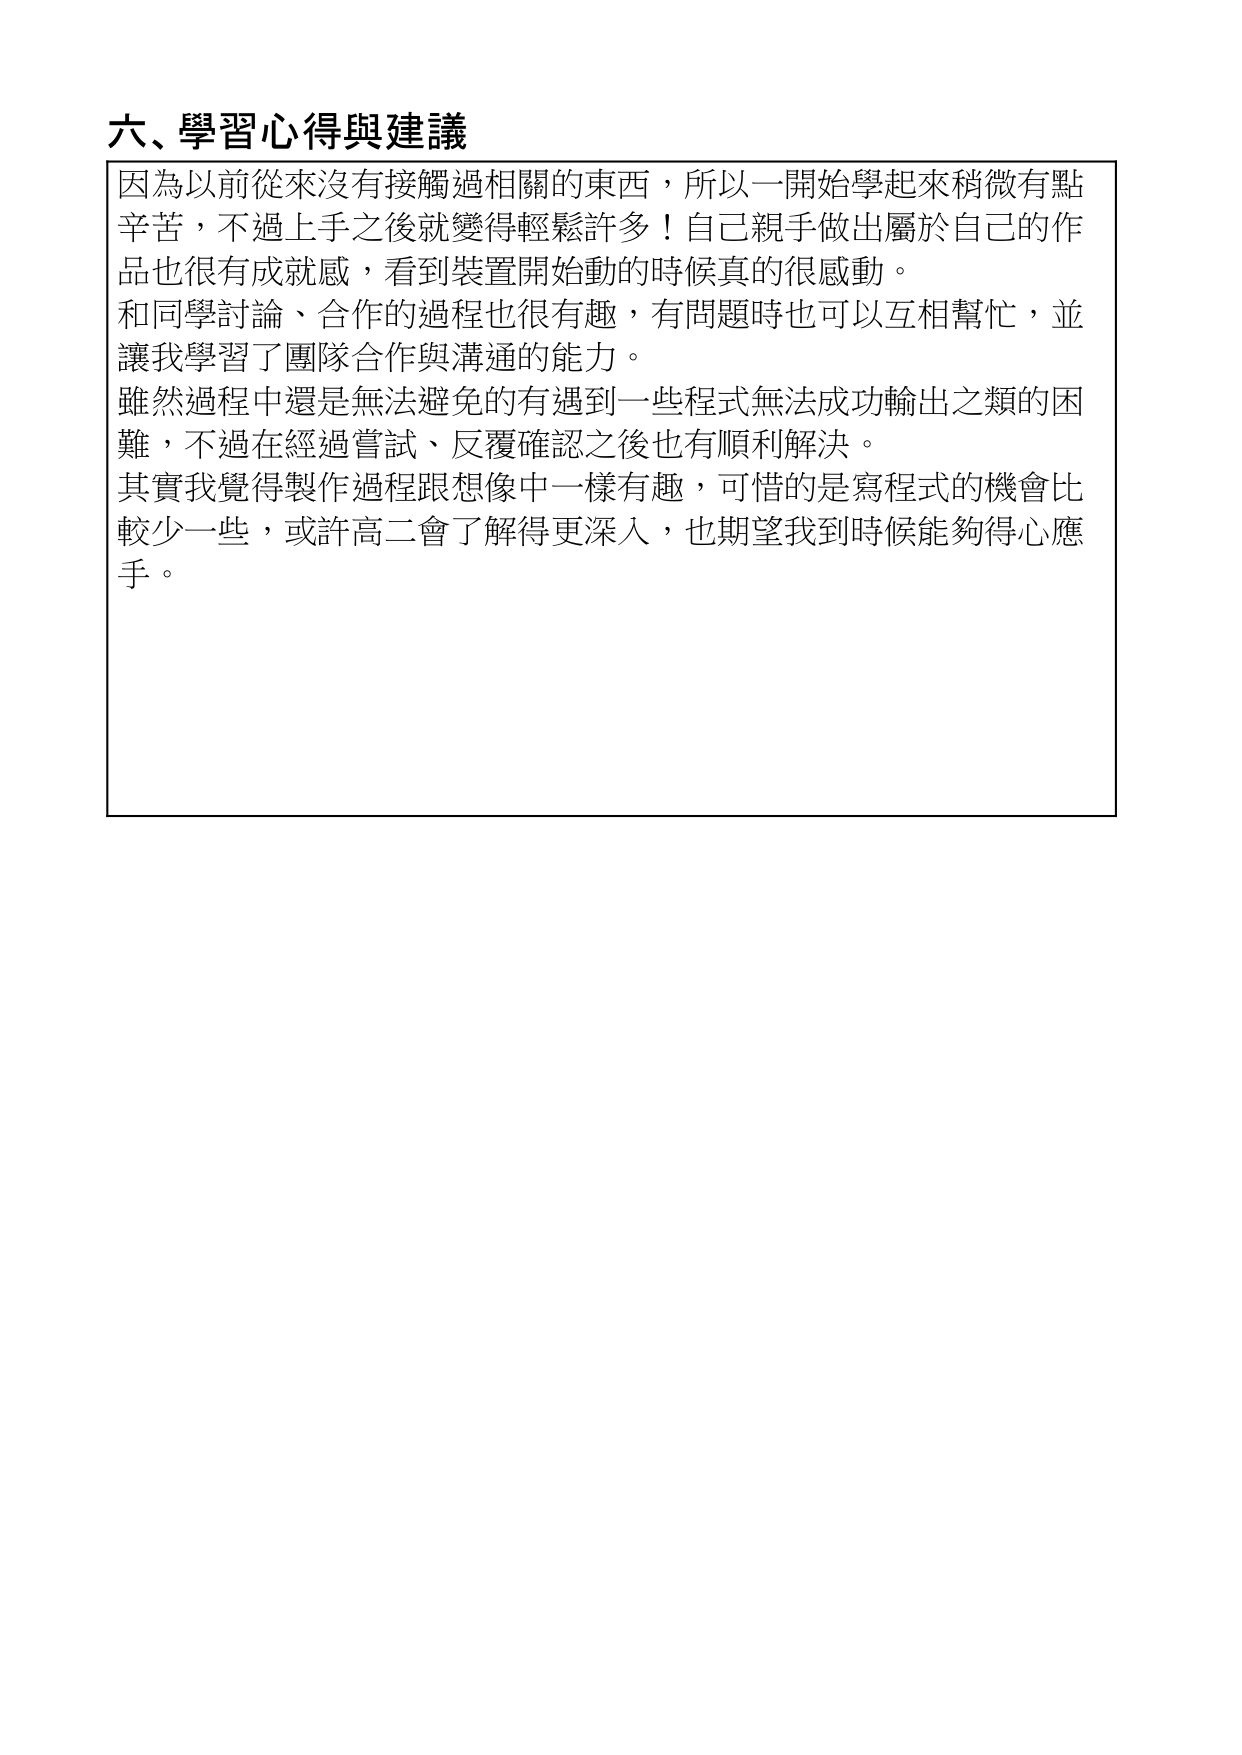 六、學習心得與建議
因為以前從來沒有接觸過相關的東西，所以一開始學起來稍微有點
辛苦，不過上手之後就變得輕鬆許多！自己親手做出屬於自己的作
品也很有成就感，看到裝置開始動的時候真的很感動。
和同學討論、合作的過程也很有趣，有問題時也可以互相幫忙，並
讓我學習了團隊合作與溝通的能力。
雖然過程中還是無法避免的有遇到一些程式無法成功輸出之類的困
難，不過在經過嘗試、反覆確認之後也有順利解決。
其實我覺得製作過程跟想像中一樣有趣，可惜的是寫程式的機會比
較少一些，或許高二會了解得更深入，也期望我到時候能夠得心應
手。